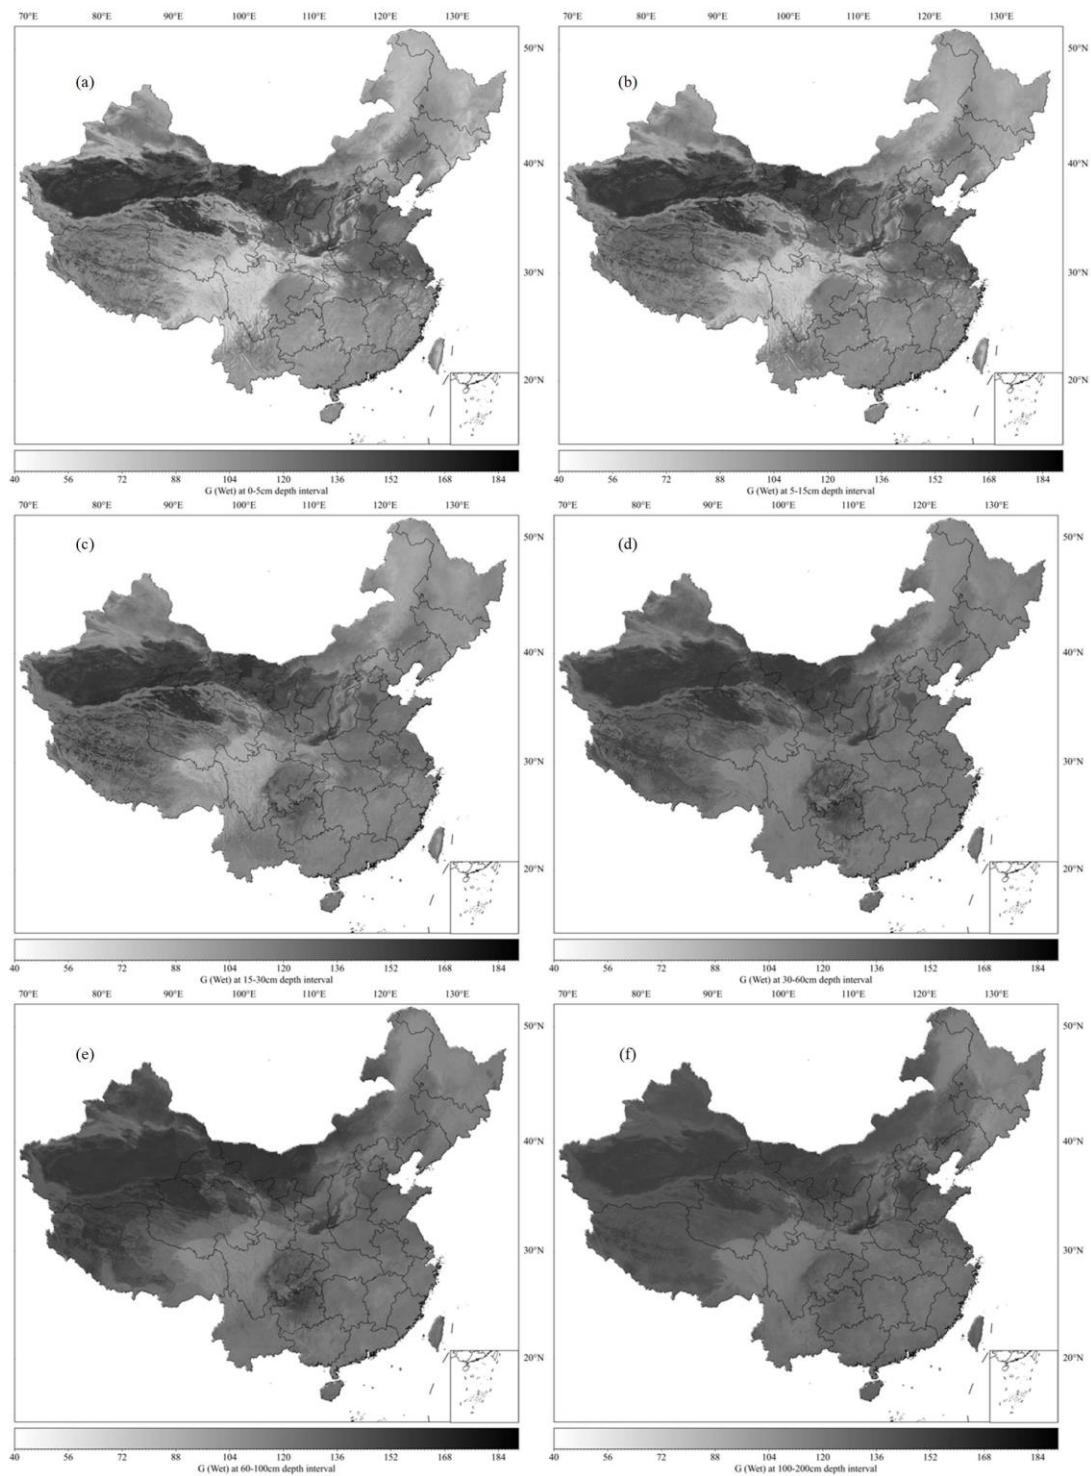 70°E 80°E 90°E 100°E 110°E 120°E 130°E 70°E 80°E 90°E 100°E 110°E 120°E 130°E
50°N 50°N
(a) (b)
40°N 40°N
30°N 30°N
20°N 20°N
40 56 72 88 104 120 136 152 168 184 40 56 72 88 104 120 136 152 168 184
G (Wet) at 0-5cm depth interval G (Wet) at 5-15cm depth interval
70°E 80°E 90°E 100°E 110°E 120°E 130°E 70°E 80°E 90°E 100°E 110°E 120°E 130°E
50°N 50°N
(c) (d)
40°N 40°N
30°N 30°N
20°N 20°N
40 56 72 88 104 120 136 152 168 184 40 56 72 88 104 120 136 152 168 184
G (Wet) at 15-30cm depth interval G (Wet) at 30-60cm depth interval
70°E 80°E 90°E 100°E 110°E 120°E 130°E 70°E 80°E 90°E 100°E 110°E 120°E 130°E
50°N 50°N
(e) (f)
40°N 40°N
30°N 30°N
20°N 20°N
40 56 72 88 104 120 136 152 168 184 40 56 72 88 104 120 136 152 168 184
G (Wet) at 60-100cm depth interval G (Wet) at 100-200cm depth interval